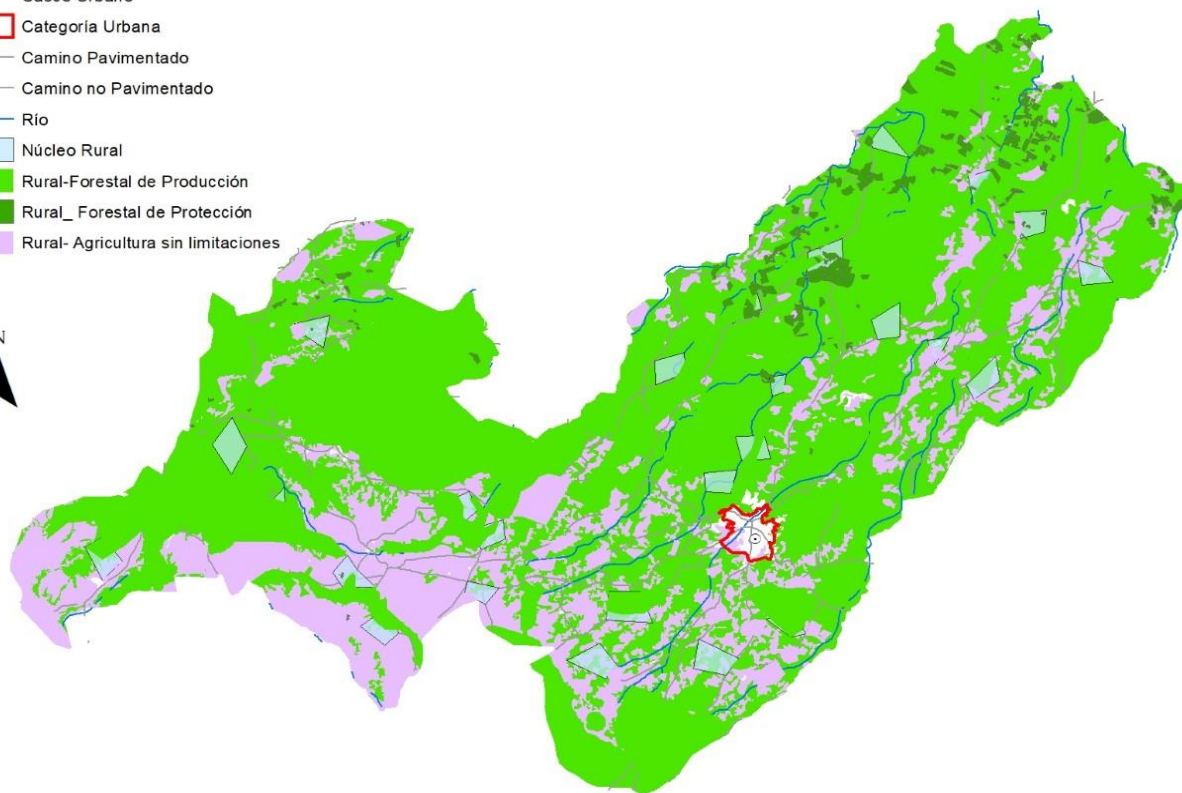 Categoría Urbana
Camino Pavimentado
Camino no Pavimentado
Río
Núcleo Rural
Rural-Forestal de Producción
Rural_ Forestal de Protección
Rural- Agricultura sin limitaciones
N